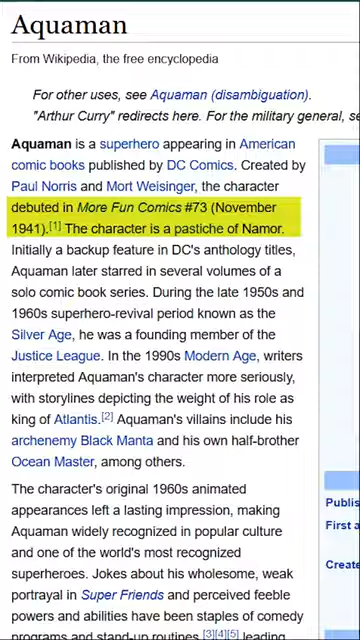 Aquaman
From Wikipedia, the free encyclopedia
For other uses, see Aquaman (disambiguation).
"Arthur Curry" redirects here. For the military general, se
Aquaman is a superhero appearing in American
comic books published by DC Comics. Created by
Paul Norris and Mort Weisinger, the character
debuted in More Fun Comics #73 (November
1941).[1] The character is a pastiche of Namor.
Initially a backup feature in DC's anthology titles,
Aquaman later starred in several volumes of a
solo comic book series. During the late 1950s and
1960s superhero-revival period known as the
Silver Age, he was a founding member of the
Justice League. In the 1990s Modern Age, writers
interpreted Aquaman's character more seriously,
with storylines depicting the weight of his role as
king of Atlantis.[2] Aquaman's villains include his
archenemy Black Manta and his own half-brother
Ocean Master, among others.
The character's original 1960s animated
appearances left a lasting impression, making
Aquaman widely recognized in popular culture
and one of the world's most recognized
superheroes. Jokes about his wholesome, weak
portrayal in Super Friends and perceived feeble
powers and abilities have been staples of comedy
programs and stand-up routines,[3][4][5] leading
Publis
First a
Create